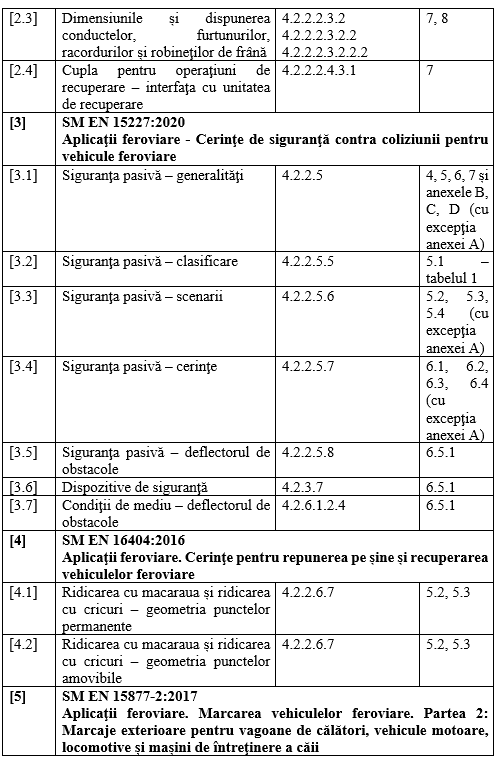 [2.3] Dimensiunile și dispunerea 4.2.2.2.3.2 7, 8
conductelor, furtunurilor, 4.2.2.2.3.2.2
racordurilor și robineților de frână 4.2.2.2.3.2.2.2
[2.4] Cupla pentru operațiuni de 4.2.2.2.4.3.1 7
recuperare – interfața cu unitatea
de recuperare
[3] SM EN 15227:2020
Aplicații feroviare - Cerințe de siguranță contra coliziunii pentru
vehicule feroviare
[3.1] Siguranța pasivă – generalități 4.2.2.5 4, 5, 6, 7 și
anexele B,
C, D (cu
excepția
anexei A)
[3.2] Siguranța pasivă – clasificare 4.2.2.5.5 5.1 –
tabelul 1
[3.3] Siguranța pasivă – scenarii 4.2.2.5.6 5.2, 5.3,
5.4 (cu
excepția
anexei A)
[3.4] Siguranța pasivă – cerințe 4.2.2.5.7 6.1, 6.2,
6.3, 6.4
(cu
excepția
anexei A)
[3.5] Siguranța pasivă – deflectorul de 4.2.2.5.8 6.5.1
obstacole
[3.6] Dispozitive de siguranță 4.2.3.7 6.5.1
[3.7] Condiții de mediu – deflectorul de 4.2.6.1.2.4 6.5.1
obstacole
[4] SM EN 16404:2016
Aplicații feroviare. Cerințe pentru repunerea pe șine și recuperarea
vehiculelor feroviare
[4.1] Ridicarea cu macaraua și ridicarea 4.2.2.6.7 5.2, 5.3
cu cricuri – geometria punctelor
permanente
[4.2] Ridicarea cu macaraua și ridicarea 4.2.2.6.7 5.2, 5.3
cu cricuri – geometria punctelor
amovibile
[5] SM EN 15877-2:2017
Aplicații feroviare. Marcarea vehiculelor feroviare. Partea 2:
Marcaje exterioare pentru vagoane de călători, vehicule motoare,
locomotive și mașini de întreținere a căii